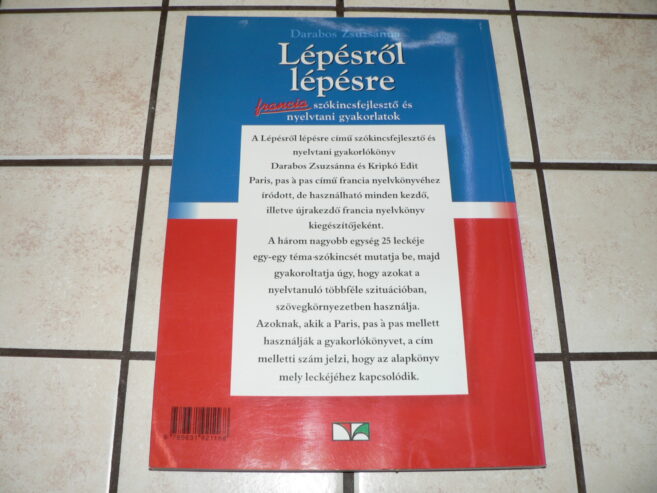 Darabos Zsuzsanna
Lépésről
lépésre
francia szókincsfejlesztő és
nyelvtani gyakorlatok
A Lépésről lépésre című szókincsfejlesztő és
nyelvtani gyakorlókönyv
Darabos Zsuzsánna és Kripkó Edit
Paris, pas à pas című francia nyelvkönyvéhez
íródott, de használható minden kezdő,
illetve újrakezdő francia nyelvkönyv
kiegészítőjeként.
A három nagyobb egység 25 leckéje
egy-egy téma-szókincsét mutatja be, majd
gyakoroltatja úgy, hogy azokat a
nyelvtanuló többféle szituációban,
szövegkörnyezetben használja.
Azoknak, akik a Paris, pas à pas mellett
használják a gyakorlókönyvet, a cím
melletti szám jelzi, hogy az alapkönyv
mely leckéjéhez kapcsolódik.